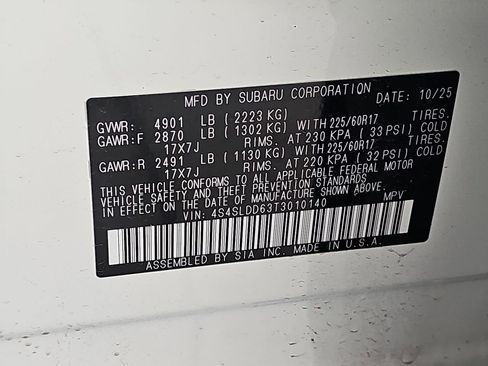 MFD BY SUBARU CORPORATION DATE: 10/25
GVWR: 4901 LB (2223 KG) TIRES.
GAWR:F 2870 LB (1302 KG) WITH 225/60R17
17X7J RIMS. AT 230 KPA (33 PSI) COLD TIRES.
GAWR:R 2491 LB (1130 KG) WITH 225/60R17
17X7J RIMS. AT 220 KPA (32 PSI) COLD
THIS VEHICLE CONFORMS TO ALL APPLICABLE FEDERAL MOTOR
VEHICLE SAFETY AND THEFT PREVENTION STANDARDS
IN EFFECT ON THE DATE OF MANUFACTURE SHOWN ABOVE.
VIN: 4S4SLDD63T3010140 MPV
ASSEMBLED BY SIA INC. MADE IN U.S.A.